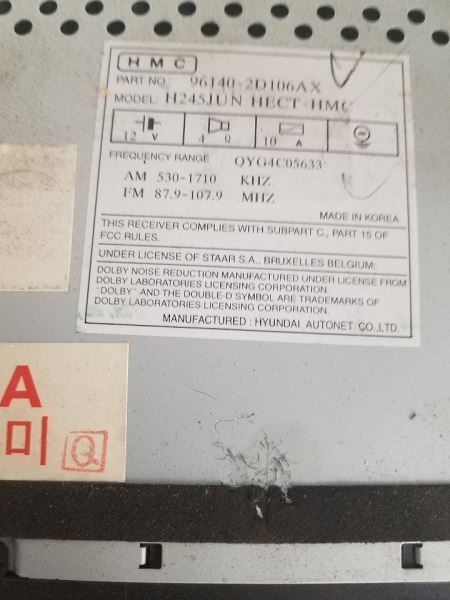 HMC
PART NO: 96140-2D106AX
MODEL: H245JUN HECT-HMC
12 V 4 Ω 10 A
FREQUENCY RANGE QYG4C05633
AM 530-1710 KHZ
FM 87.9-107.9 MHZ
MADE IN KOREA
THIS RECEIVER COMPLIES WITH SUBPART C., PART 15 OF
FCC RULES.
UNDER LICENSE OF STAAR S.A., BRUXELLES BELGIUM:
DOLBY NOISE REDUCTION MANUFACTURED UNDER LICENSE FROM
DOLBY LABORATORIES LICENSING CORPORATION.
"DOLBY" AND THE DOUBLE-D SYMBOL ARE TRADEMARKS OF
DOLBY LABORATORIES LICENSING CORPORATION.
MANUFACTURED : HYUNDAI AUTONET CO.,LTD.
A
미 Q